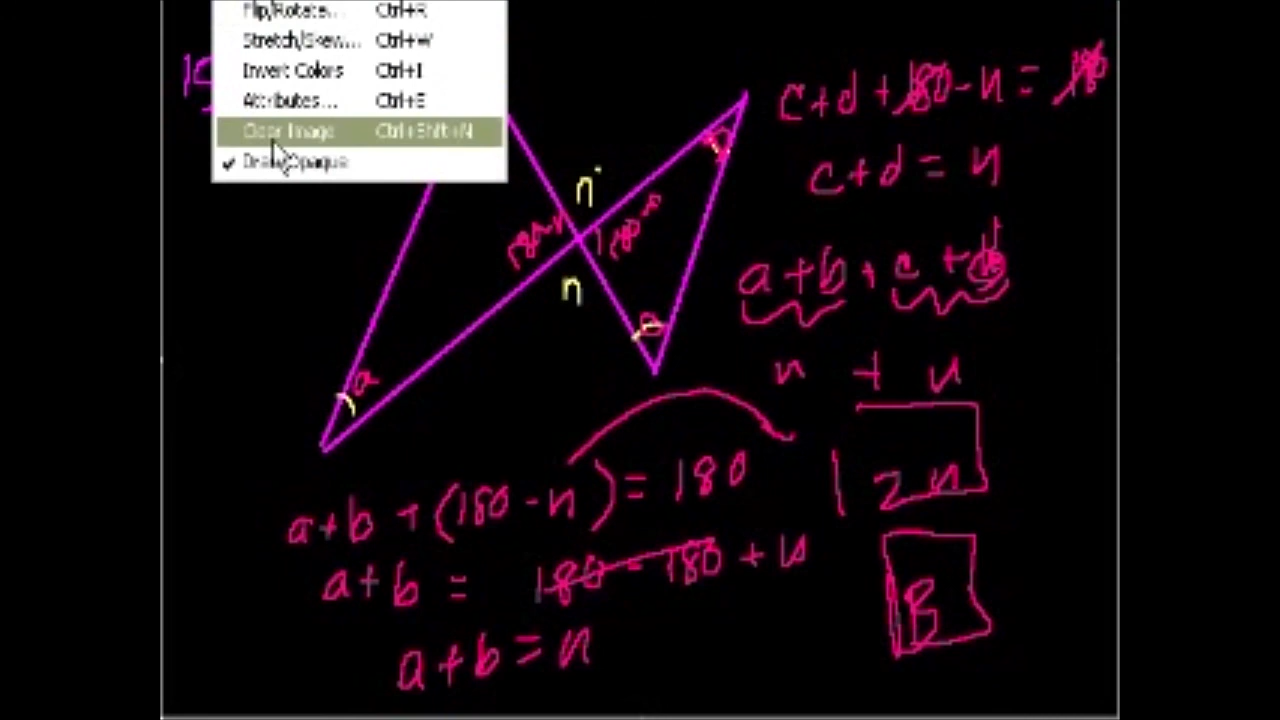 Flip/Rotate... Ctrl+R
Stretch/Skew... Ctrl+W
Invert Colors Ctrl+I
Attributes... Ctrl+E
Clear Image Ctrl+Shft+N
Draw Opaque
c+d+180-n = 180
c+d = n
n
180-n
n
a+b+c+d
n + n
a
2n
a+b+(180-n)=180
a+b = 180-180+n
B
a+b=n